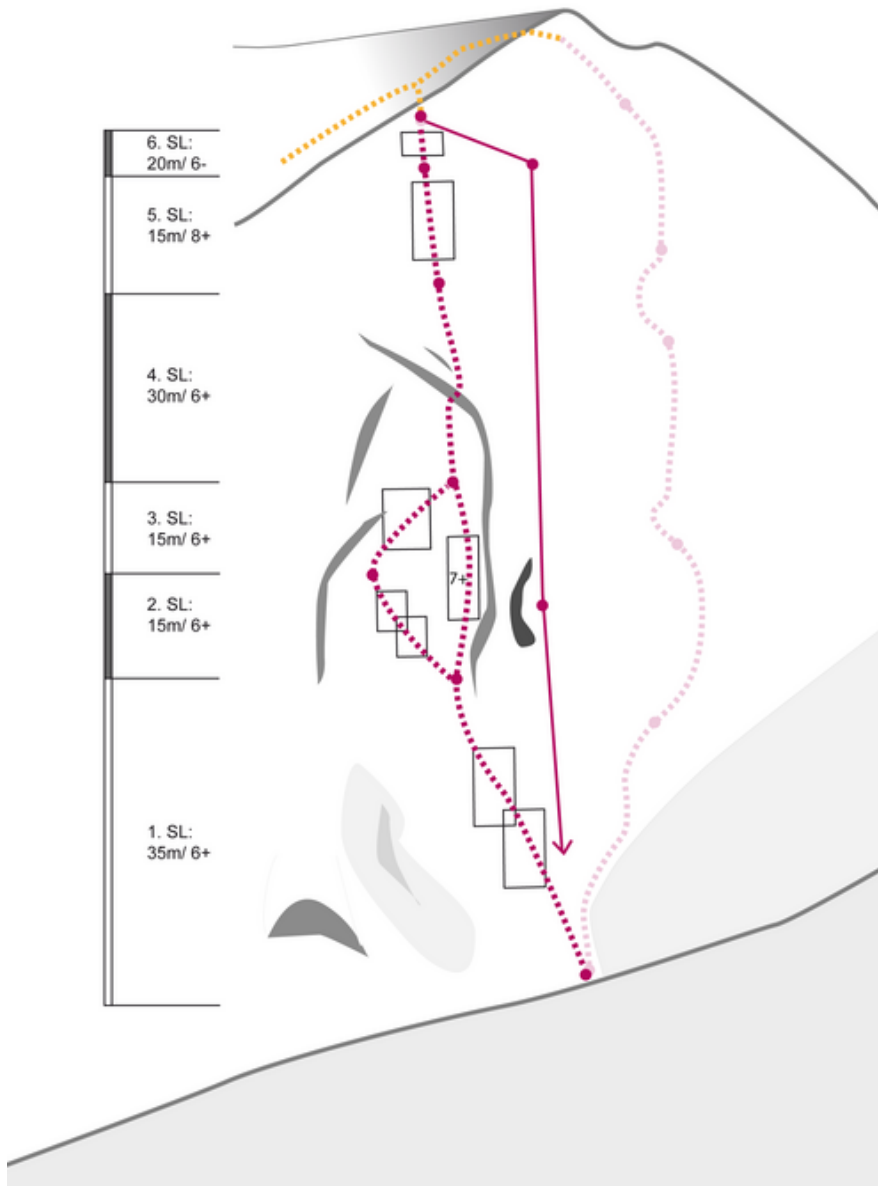 6. SL:
20m/ 6-
5. SL:
15m/ 8+
4. SL:
30m/ 6+
3. SL:
15m/ 6+
7+
2. SL:
15m/ 6+
1. SL:
35m/ 6+